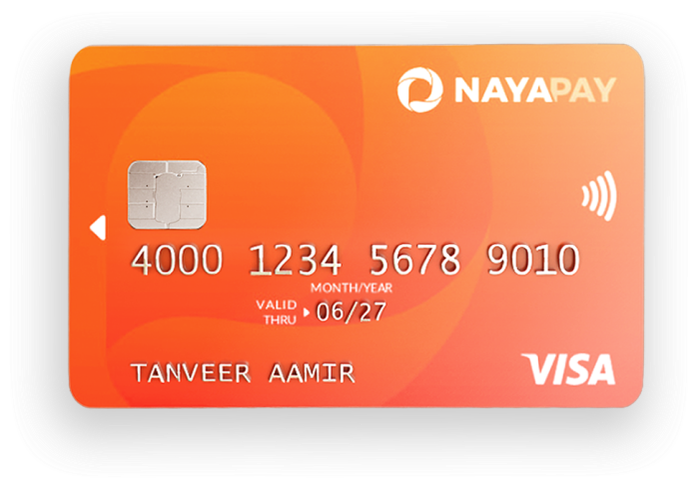 NAYAPAY
4000 1234 5678 9010
MONTH/YEAR
VALID THRU 06/27
TANVEER AAMIR
VISA